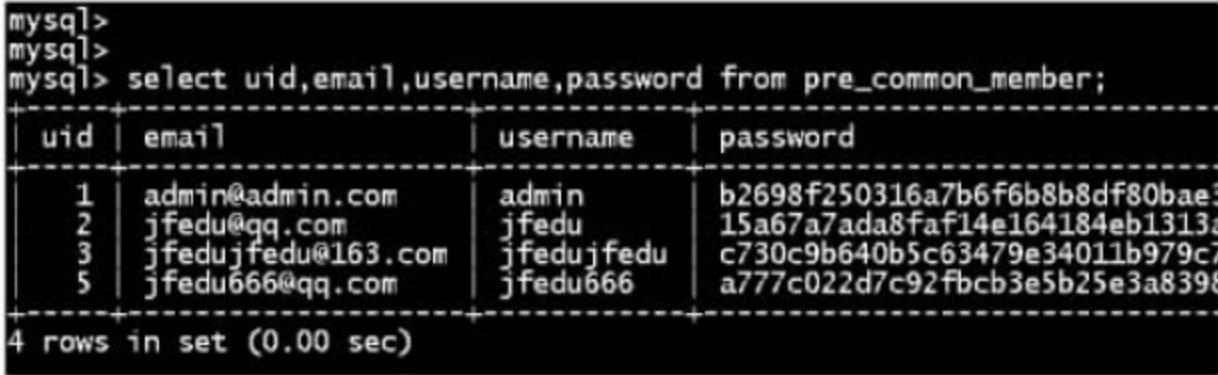 mysql>
mysql>
mysql> select uid,email,username,password from pre_common_member;
| uid | email | username | password
| 1 | admin@admin.com | admin | b2698f250316a7b6f6b8b8df80bae3
| 2 | jfedu@qq.com | jfedu | 15a67a7ada8faf14e164184eb1313a
| 3 | jfedujfedu@163.com | jfedujfedu | c730c9b640b5c63479e34011b979c7
| 5 | jfedu666@qq.com | jfedu666 | a777c022d7c92fbcb3e5b25e3a8398
4 rows in set (0.00 sec)